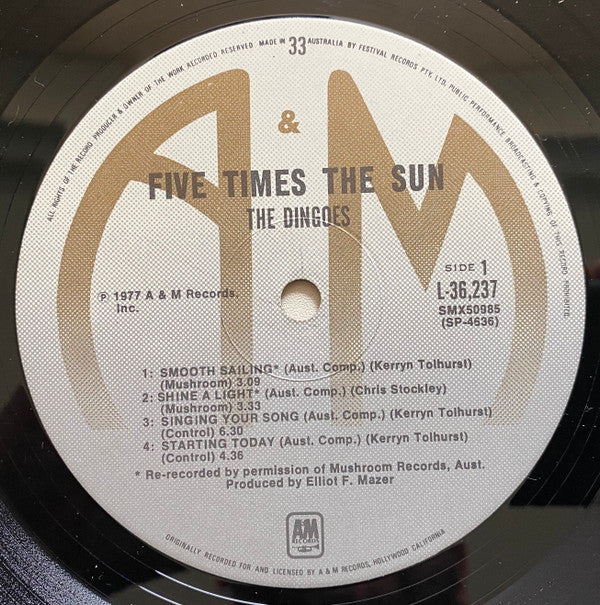 ALL RIGHTS OF THE RECORD PRODUCER & OWNER OF THE WORK RECORDED RESERVED MADE IN 33 AUSTRALIA BY FESTIVAL RECORDS PTY. LTD. PUBLIC PERFORMANCE BROADCASTING & COPYING OF THIS RECORD PROHIBITED
A & M
FIVE TIMES THE SUN
THE DINGOES
SIDE 1
L-36,237
SMX50985
(SP-4636)
℗ 1977 A & M Records,
Inc.
1: SMOOTH SAILING* (Aust. Comp.) (Kerryn Tolhurst)
(Mushroom) 3.09
2: SHINE A LIGHT* (Aust. Comp.) (Chris Stockley)
(Mushroom) 3.33
3: SINGING YOUR SONG (Aust. Comp.) (Kerryn Tolhurst)
(Control) 6.30
4: STARTING TODAY (Aust. Comp.) (Kerryn Tolhurst)
(Control) 4.36
* Re-recorded by permission of Mushroom Records, Aust.
Produced by Elliot F. Mazer
A&M
RECORDS
ORIGINALLY RECORDED FOR AND LICENSED BY A & M RECORDS, HOLLYWOOD CALIFORNIA